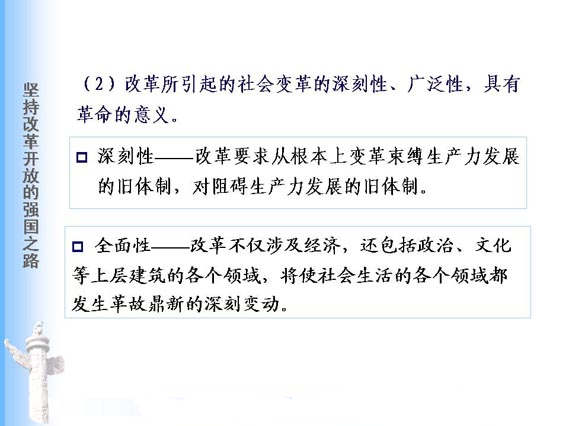 坚持改革开放的强国之路
（2）改革所引起的社会变革的深刻性、广泛性，具有
革命的意义。
深刻性——改革要求从根本上变革束缚生产力发展
的旧体制，对阻碍生产力发展的旧体制。
全面性——改革不仅涉及经济，还包括政治、文化
等上层建筑的各个领域，将使社会生活的各个领域都
发生革故鼎新的深刻变动。